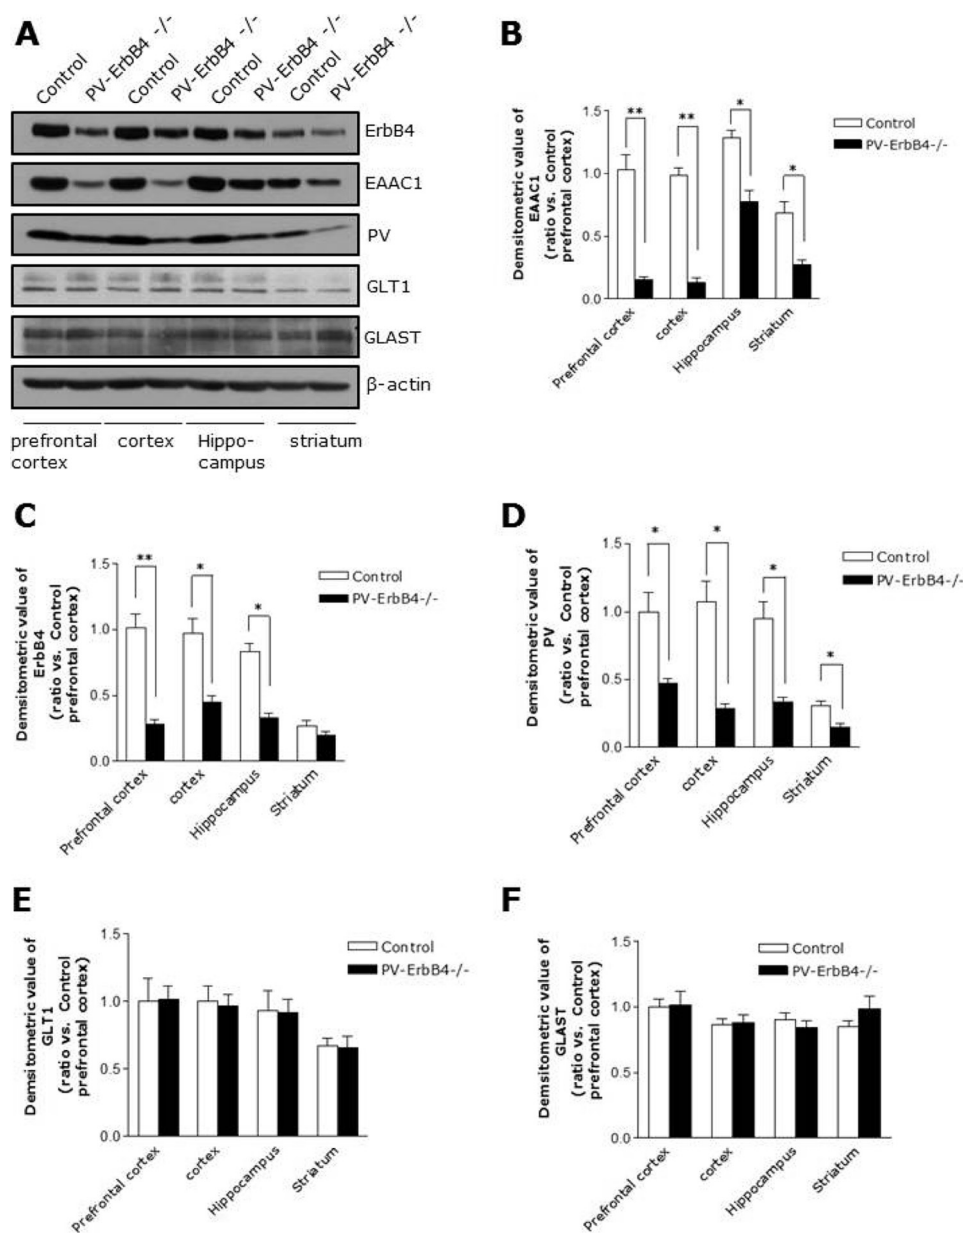 A
Control
PV-ErbB4 -/-
Control
PV-ErbB4 -/-
Control
PV-ErbB4 -/-
Control
PV-ErbB4 -/-
ErbB4
EAAC1
PV
GLT1
GLAST
β-actin
prefrontal cortex
cortex
Hippo-campus
striatum
B
Demsitometric value of
EAAC1
(ratio vs. Control
prefrontal cortex)
1.5
1.0
0.5
0.0
**
**
*
*
Control
PV-ErbB4-/-
Prefrontal cortex
cortex
Hippocampus
Striatum
C
Demsitometric value of
ErbB4
(ratio vs. Control
prefrontal cortex)
1.5
1.0
0.5
0.0
**
*
*
Control
PV-ErbB4-/-
Prefrontal cortex
cortex
Hippocampus
Striatum
D
Demsitometric value of
PV
(ratio vs. Control
prefrontal cortex)
1.5
1.0
0.5
0.0
*
*
*
*
Control
PV-ErbB4-/-
Prefrontal cortex
cortex
Hippocampus
Striatum
E
Demsitometric value of
GLT1
(ratio vs. Control
prefrontal cortex)
1.5
1.0
0.5
0.0
Control
PV-ErbB4-/-
Prefrontal cortex
cortex
Hippocampus
Striatum
F
Demsitometric value of
GLAST
(ratio vs. Control
prefrontal cortex)
1.5
1.0
0.5
0.0
Control
PV-ErbB4-/-
Prefrontal cortex
cortex
Hippocampus
Striatum